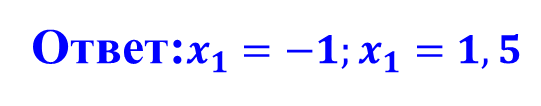 Ответ:x₁ = −1; x₁ = 1, 5